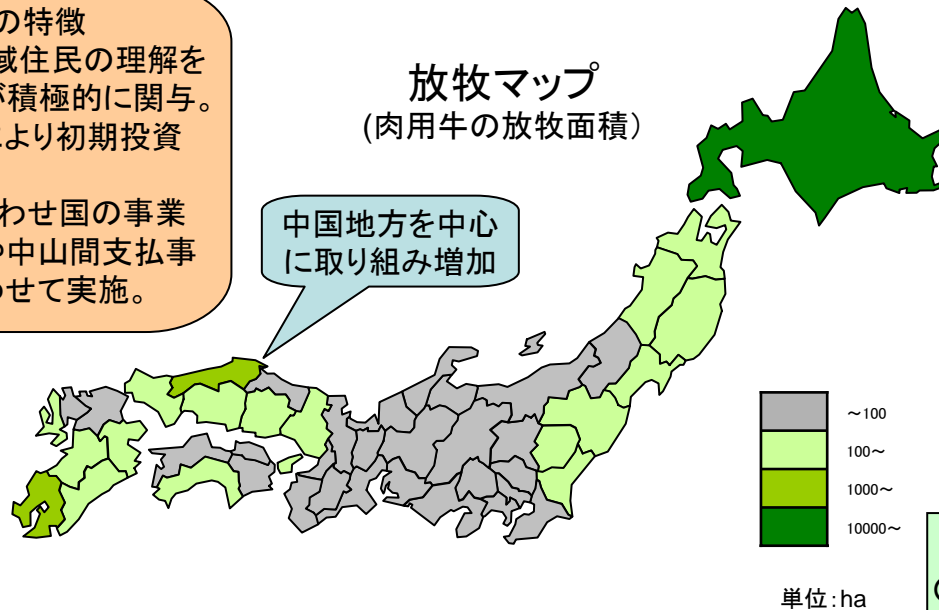 の特徴
域住民の理解を
が積極的に関与。
により初期投資
わせ国の事業
や中山間支払事
わせて実施。
放牧マップ
(肉用牛の放牧面積）
中国地方を中心
に取り組み増加
～100
100～
1000～
10000～
単位：ha